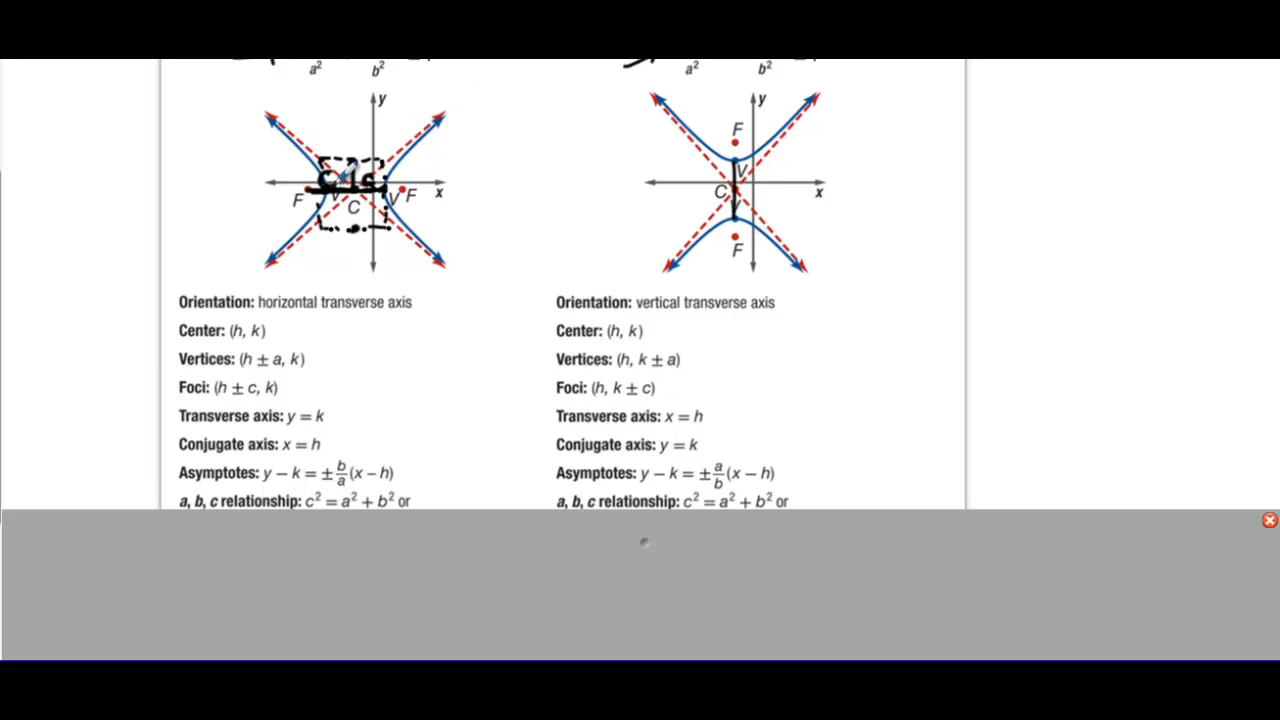 a² b²
a² b²
y
F V C V F x
y
F
V
C
V
x
F
Orientation: horizontal transverse axis
Center: (h, k)
Vertices: (h ± a, k)
Foci: (h ± c, k)
Transverse axis: y = k
Conjugate axis: x = h
Asymptotes: y − k = ± b/a (x − h)
a, b, c relationship: c² = a² + b² or
Orientation: vertical transverse axis
Center: (h, k)
Vertices: (h, k ± a)
Foci: (h, k ± c)
Transverse axis: x = h
Conjugate axis: y = k
Asymptotes: y − k = ± a/b (x − h)
a, b, c relationship: c² = a² + b² or